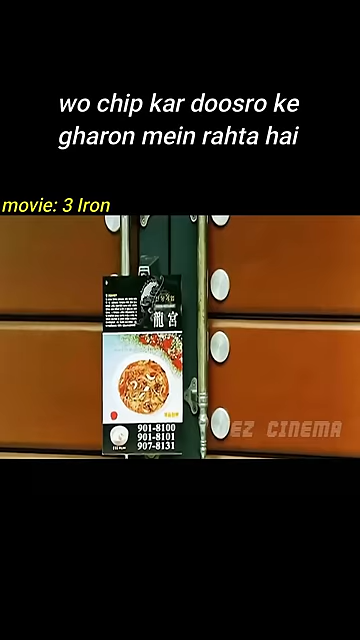 wo chip kar doosro ke
gharon mein rahta hai
movie: 3 Iron
龍宮
901-8100
901-8101
907-8131
EZ CINEMA